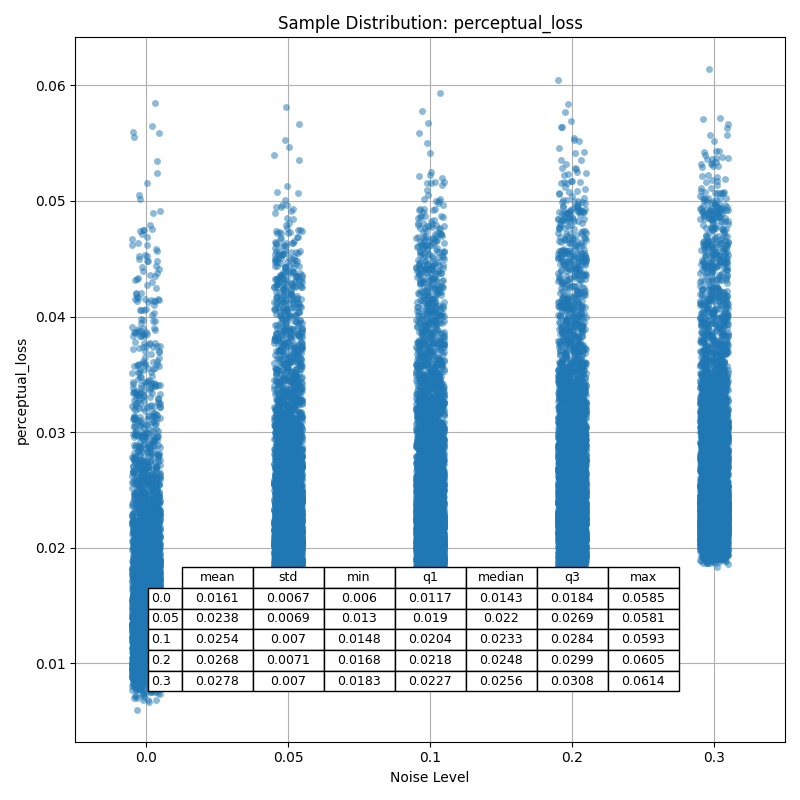 Sample Distribution: perceptual_loss
0.06
0.05
0.04
perceptual_loss
0.03
0.02
0.01
mean std min q1 median q3 max
0.0 0.0161 0.0067 0.006 0.0117 0.0143 0.0184 0.0585
0.05 0.0238 0.0069 0.013 0.019 0.022 0.0269 0.0581
0.1 0.0254 0.007 0.0148 0.0204 0.0233 0.0284 0.0593
0.2 0.0268 0.0071 0.0168 0.0218 0.0248 0.0299 0.0605
0.3 0.0278 0.007 0.0183 0.0227 0.0256 0.0308 0.0614
0.0 0.05 0.1 0.2 0.3
Noise Level